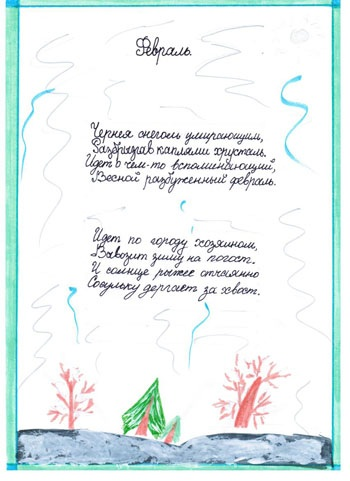 Февраль.
Чернея снегом умирающим,
Разбрызгав каплями хрусталь.
Идет о чем-то вспоминающий,
Весной разбуженный февраль.
Идет по городу хозяином,
Вывозит зиму на погост.
И солнце рыжее отчаянно
Сосульку дергает за хвост.